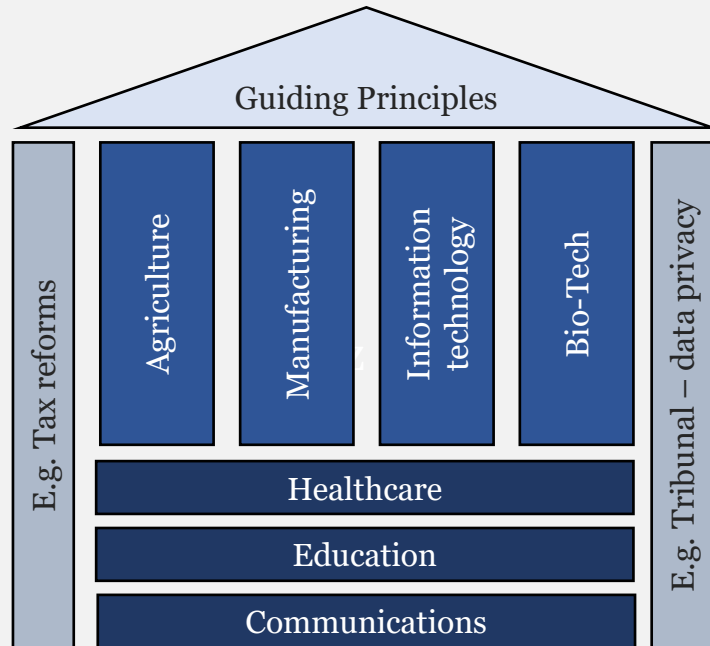 Guiding Principles
E.g. Tax reforms
Agriculture
Manufacturing
Information
technology
Bio-Tech
E.g. Tribunal – data privacy
Healthcare
Education
Communications